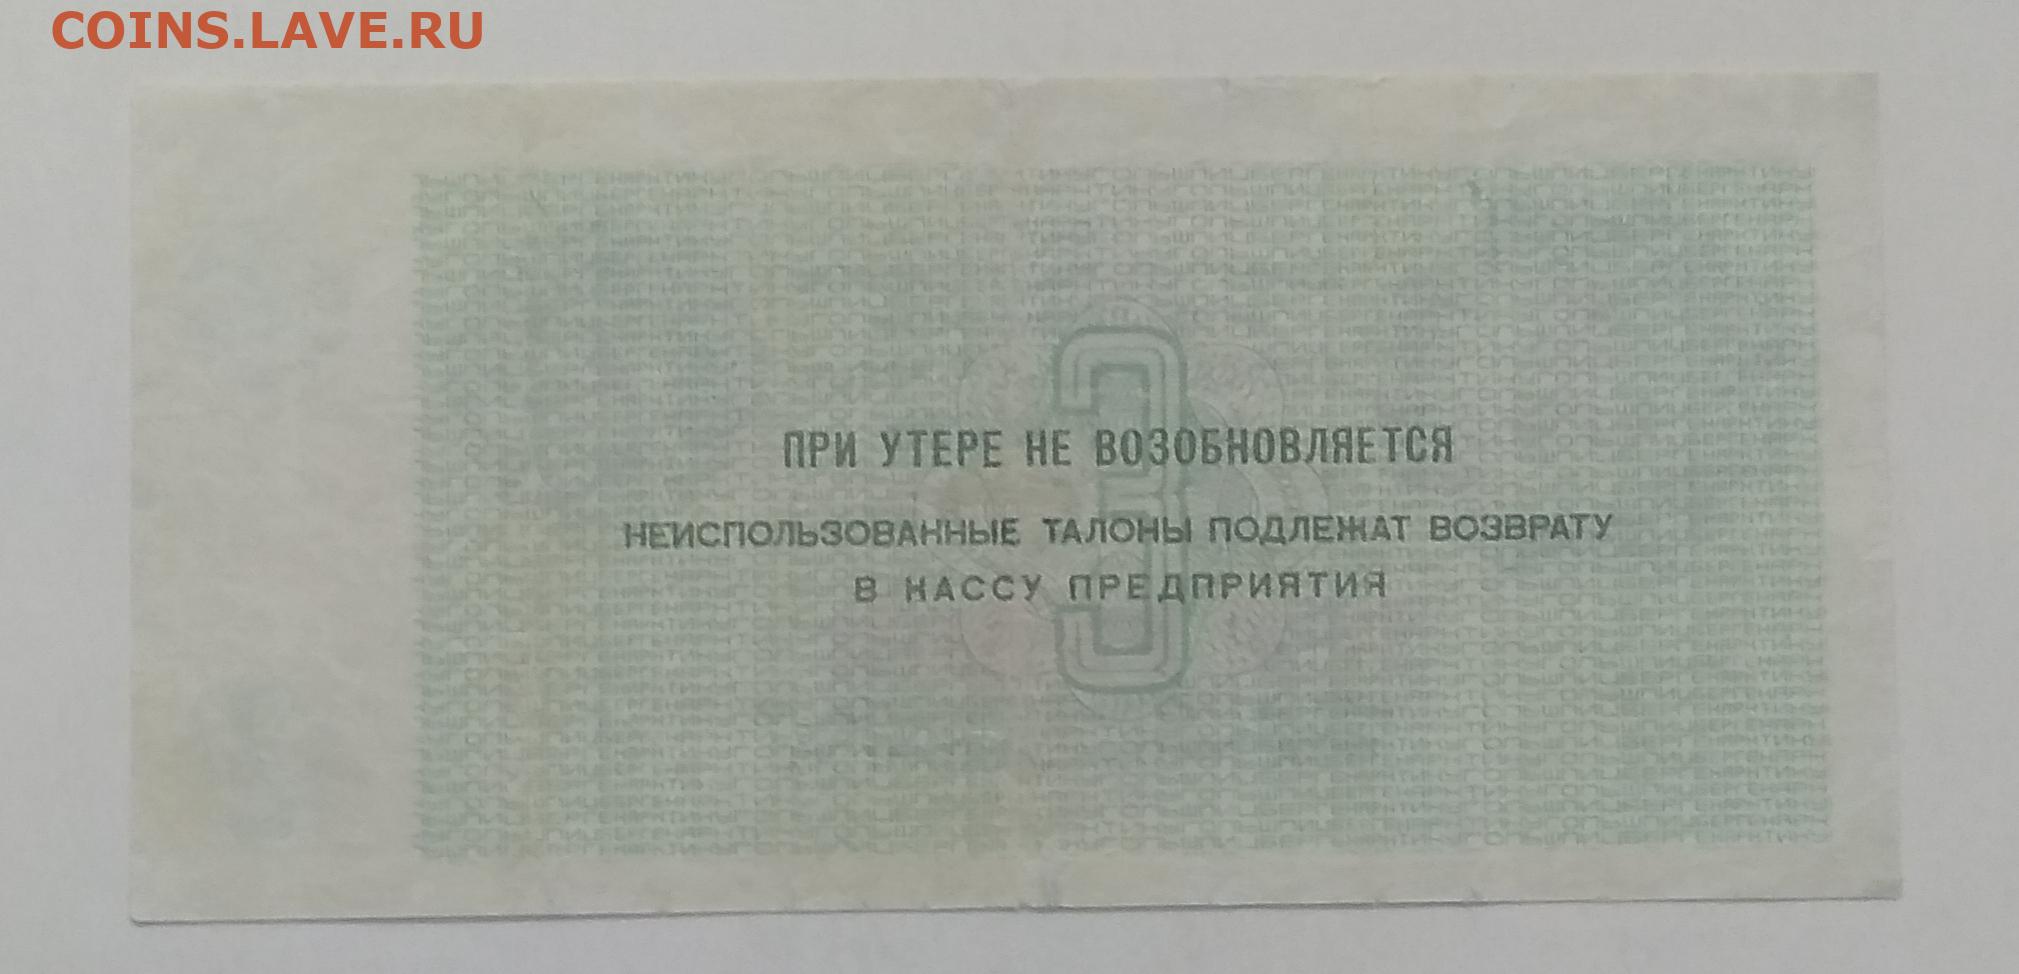 COINS.LAVE.RU
3
ПРИ УТЕРЕ НЕ ВОЗОБНОВЛЯЕТСЯ
НЕИСПОЛЬЗОВАННЫЕ ТАЛОНЫ ПОДЛЕЖАТ ВОЗВРАТУ
В КАССУ ПРЕДПРИЯТИЯ